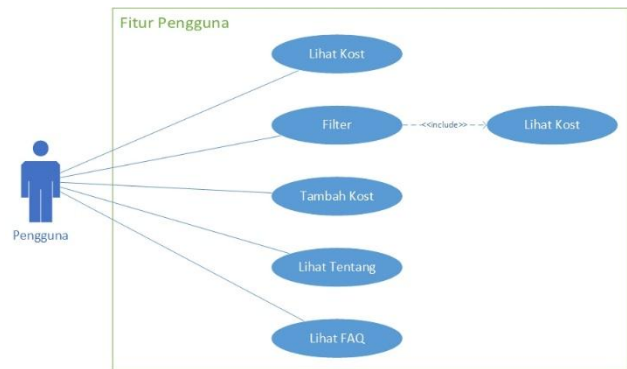 Fitur Pengguna
Lihat Kost
Filter
<<include>>
Lihat Kost
Tambah Kost
Pengguna
Lihat Tentang
Lihat FAQ